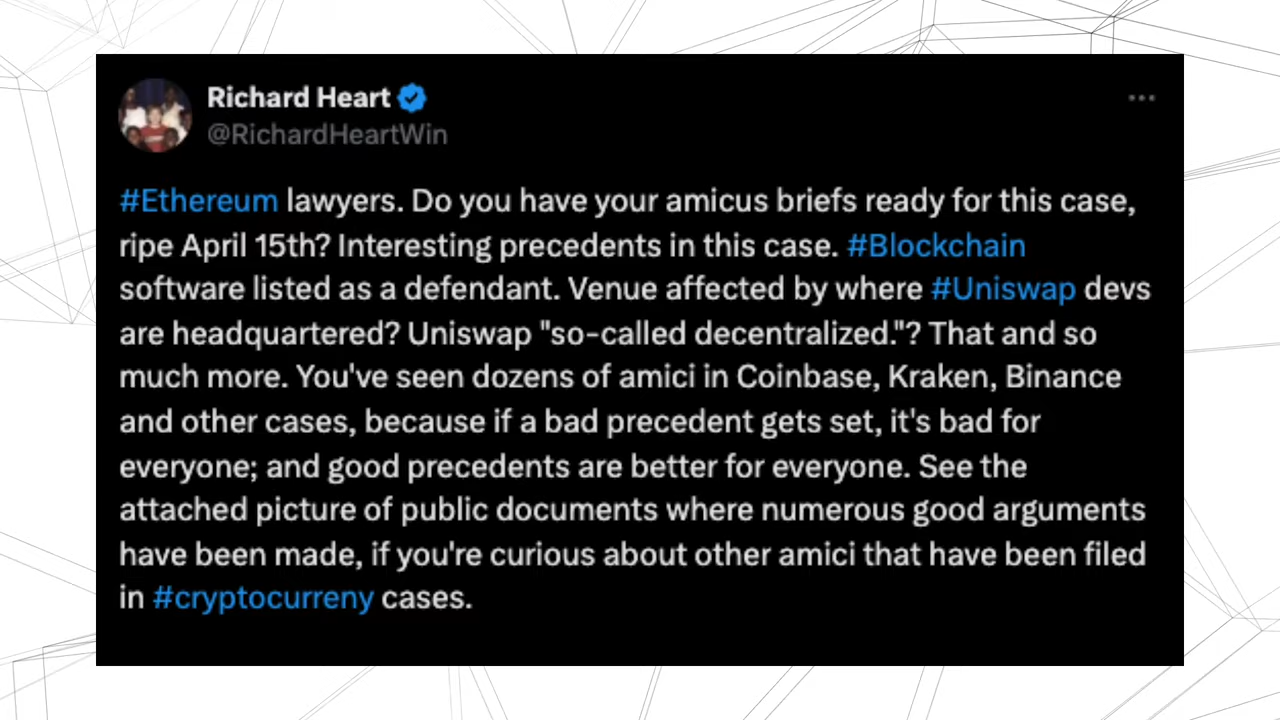 Richard Heart
@RichardHeartWin
#Ethereum lawyers. Do you have your amicus briefs ready for this case,
ripe April 15th? Interesting precedents in this case. #Blockchain
software listed as a defendant. Venue affected by where #Uniswap devs
are headquartered? Uniswap "so-called decentralized."? That and so
much more. You've seen dozens of amici in Coinbase, Kraken, Binance
and other cases, because if a bad precedent gets set, it's bad for
everyone; and good precedents are better for everyone. See the
attached picture of public documents where numerous good arguments
have been made, if you're curious about other amici that have been filed
in #cryptocurreny cases.